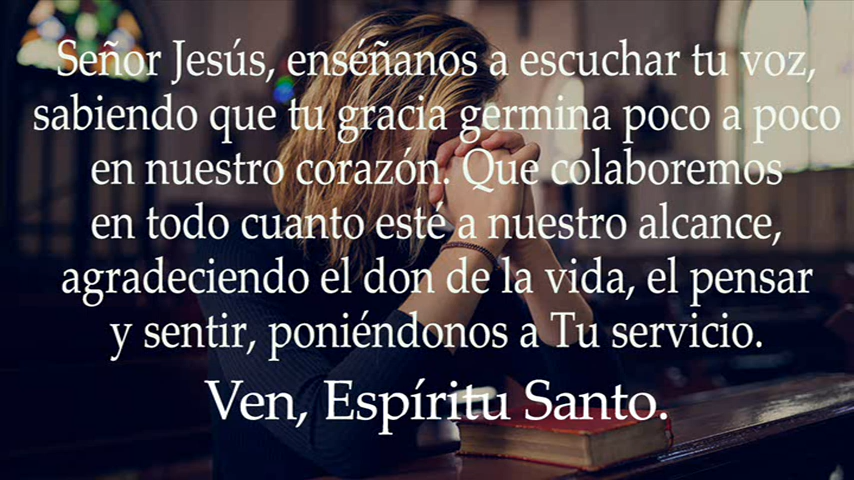 Señor Jesús, enséñanos a escuchar tu voz,
sabiendo que tu gracia germina poco a poco
en nuestro corazón. Que colaboremos
en todo cuanto esté a nuestro alcance,
agradeciendo el don de la vida, el pensar
y sentir, poniéndonos a Tu servicio.
Ven, Espíritu Santo.